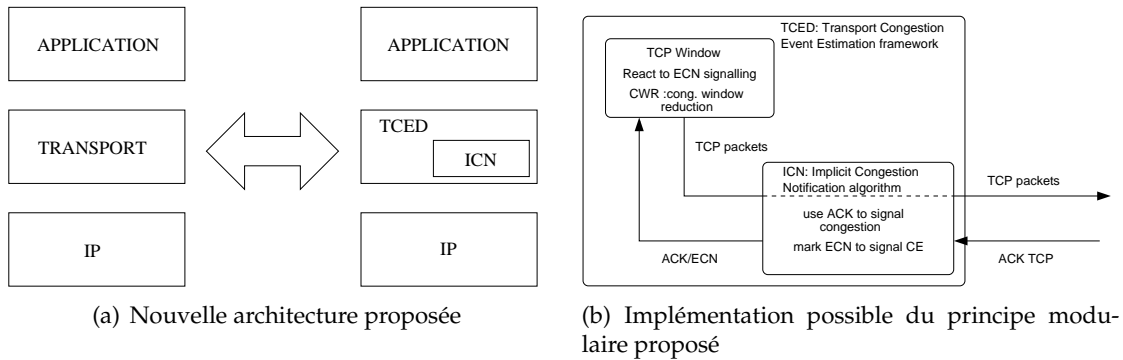 APPLICATION
APPLICATION
TRANSPORT
TCED
ICN
IP
IP
(a) Nouvelle architecture proposée
TCED: Transport Congestion
Event Estimation framework
TCP Window
React to ECN signalling
CWR :cong. window
reduction
TCP packets
ICN: Implicit Congestion
Notification algorithm
TCP packets
use ACK to signal
congestion
mark ECN to signal CE
ACK/ECN
ACK TCP
(b) Implémentation possible du principe modu-
laire proposé